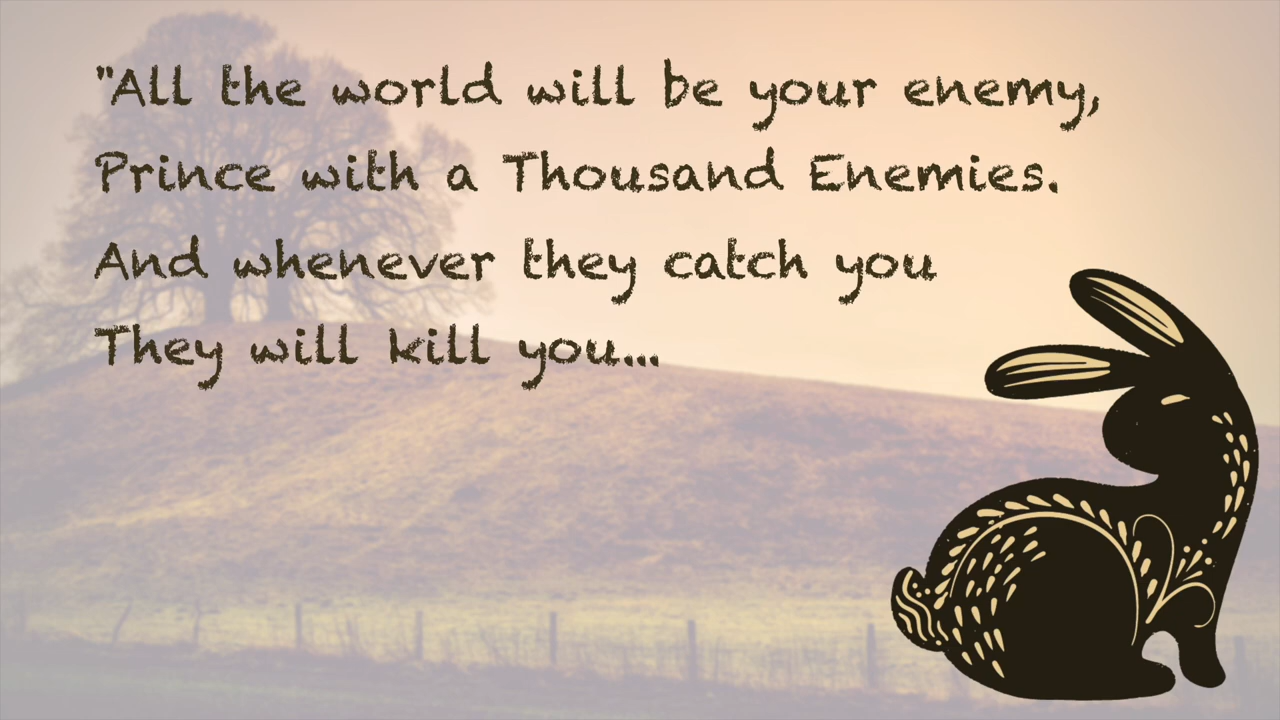 "All the world will be your enemy,
Prince with a Thousand Enemies.
And whenever they catch you
They will kill you...